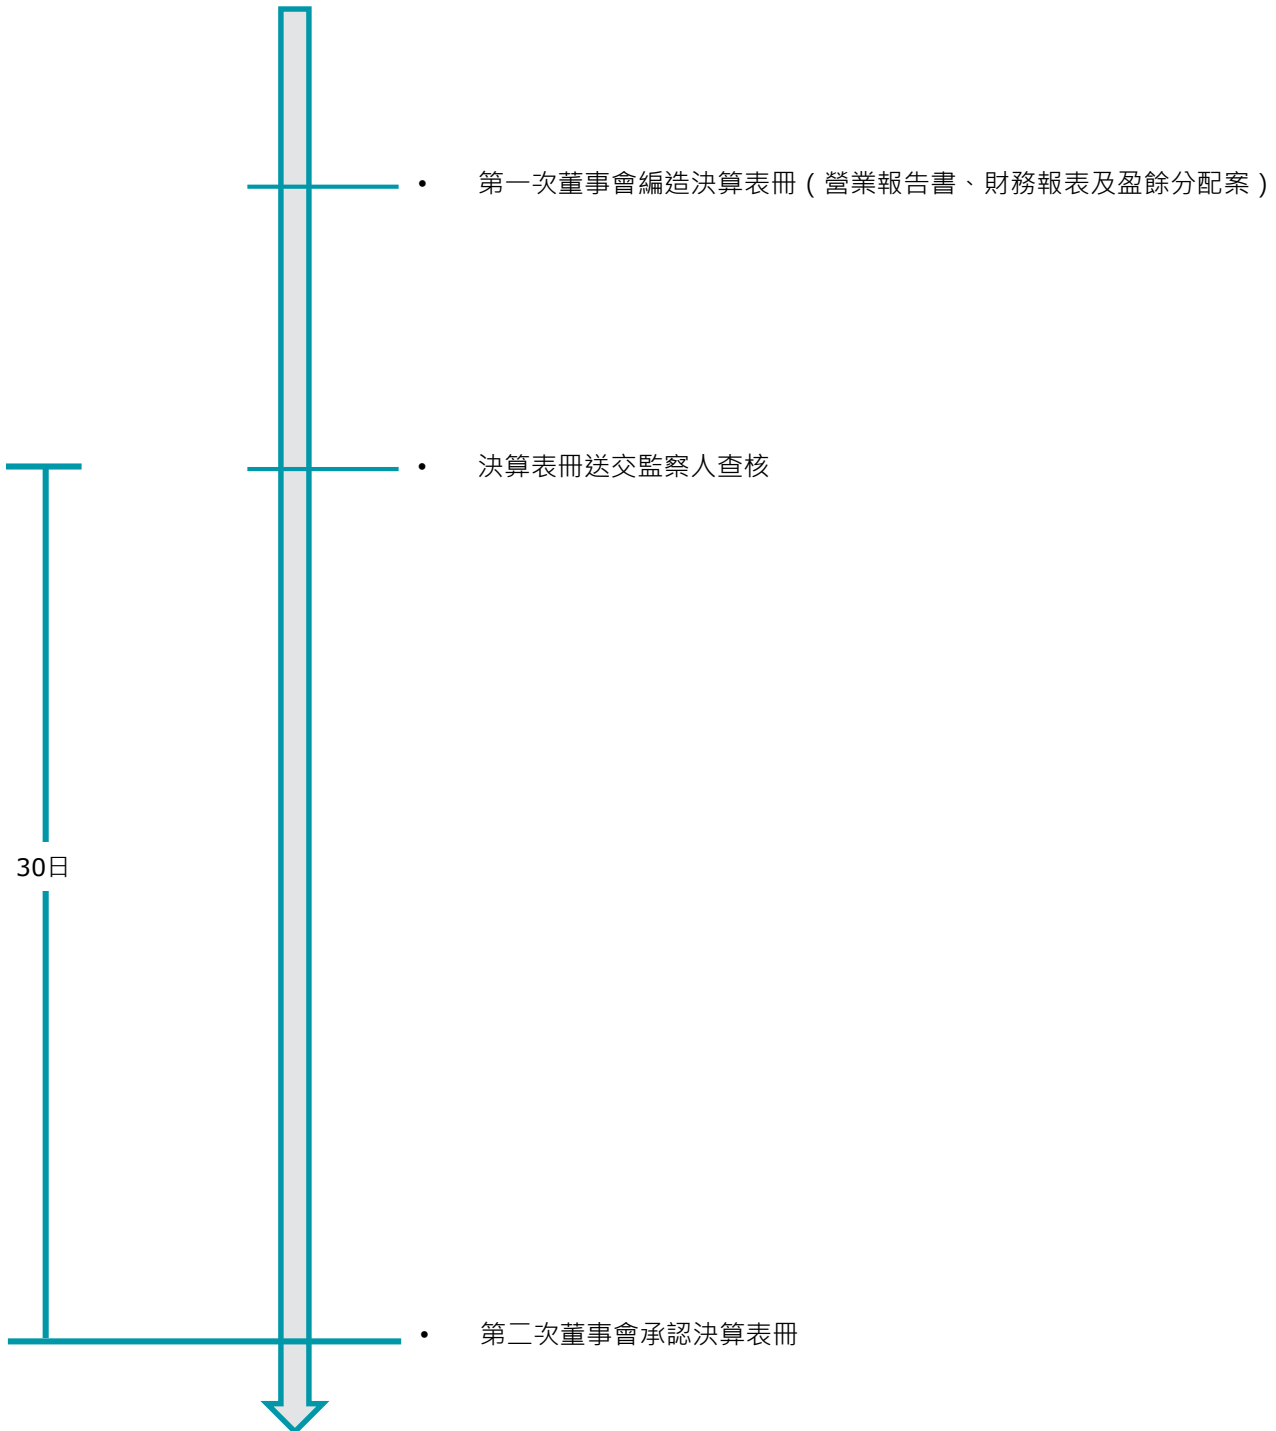 • 第一次董事會編造決算表冊（營業報告書、財務報表及盈餘分配案）
• 決算表冊送交監察人查核
30日
• 第二次董事會承認決算表冊